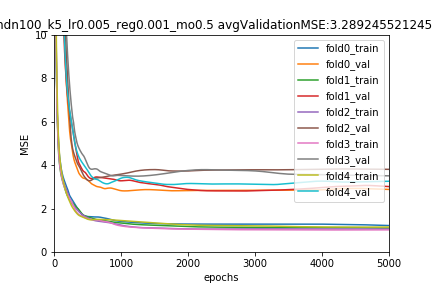 ndn100_k5_lr0.005_reg0.001_mo0.5 avgValidationMSE:3.289245521245
10
8
6
4
2
0
MSE
0
1000
2000
3000
4000
5000
epochs
fold0_train
fold0_val
fold1_train
fold1_val
fold2_train
fold2_val
fold3_train
fold3_val
fold4_train
fold4_val